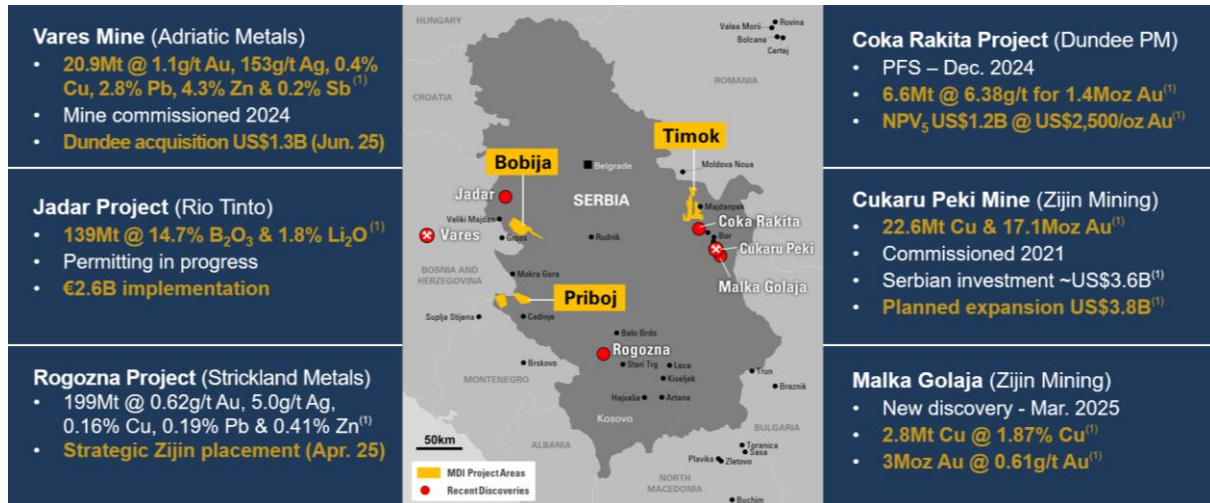 Vares Mine (Adriatic Metals)
• 20.9Mt @ 1.1g/t Au, 153g/t Ag, 0.4%
Cu, 2.8% Pb, 4.3% Zn & 0.2% Sb(1)
• Mine commissioned 2024
• Dundee acquisition US$1.3B (Jun. 25)
Jadar Project (Rio Tinto)
• 139Mt @ 14.7% B₂O₃ & 1.8% Li₂O(1)
• Permitting in progress
• €2.6B implementation
Rogozna Project (Strickland Metals)
• 199Mt @ 0.62g/t Au, 5.0g/t Ag,
0.16% Cu, 0.19% Pb & 0.41% Zn(1)
• Strategic Zijin placement (Apr. 25)
HUNGARY
Valea Morii
Rovina
Bolcana
Certej
ROMANIA
CROATIA
Timok
Moldova Noua
Bobija
Belgrade
Jadar
SERBIA
Majdanpek
Veliki Majdan
Coka Rakita
Vares
Gross
Rudnik
Bor
Cukaru Peki
BOSNIA AND
HERZEGOVINA
Mokra Gora
Malka Golaja
Priboj
Suplja Stijena
Cadinje
Belo Brdo
Rogozna
Brskovo
Stari Trg
Lece
Trun
MONTENEGRO
Kiseljak
Breznik
Hajvalia
Artana
Kosovo
BULGARIA
50km
ALBANIA
Toranica
Sasa
Plavika
Zletovo
MDI Project Areas
Recent Discoveries
NORTH
MACEDONIA
Buchim
Coka Rakita Project (Dundee PM)
• PFS – Dec. 2024
• 6.6Mt @ 6.38g/t for 1.4Moz Au(1)
• NPV₅ US$1.2B @ US$2,500/oz Au(1)
Cukaru Peki Mine (Zijin Mining)
• 22.6Mt Cu & 17.1Moz Au(1)
• Commissioned 2021
• Serbian investment ~US$3.6B(1)
• Planned expansion US$3.8B(1)
Malka Golaja (Zijin Mining)
• New discovery - Mar. 2025
• 2.8Mt Cu @ 1.87% Cu(1)
• 3Moz Au @ 0.61g/t Au(1)